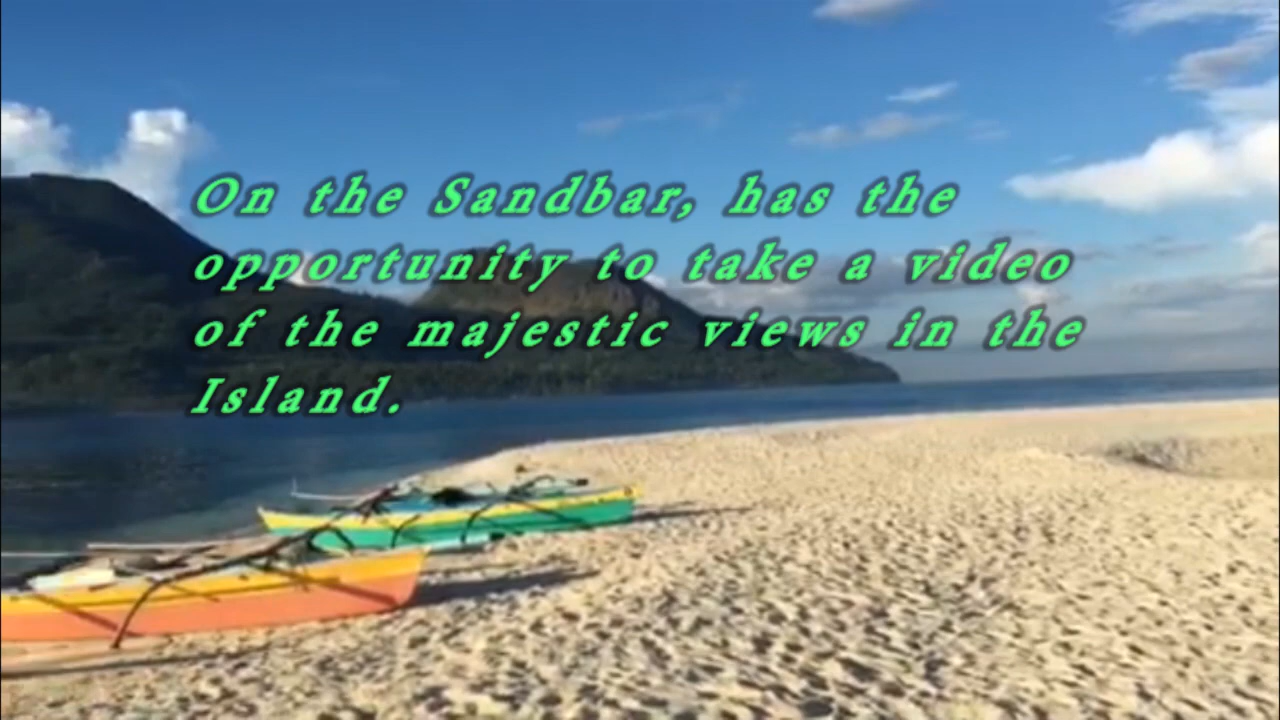 On the Sandbar, has the
opportunity to take a video
of the majestic views in the
Island.